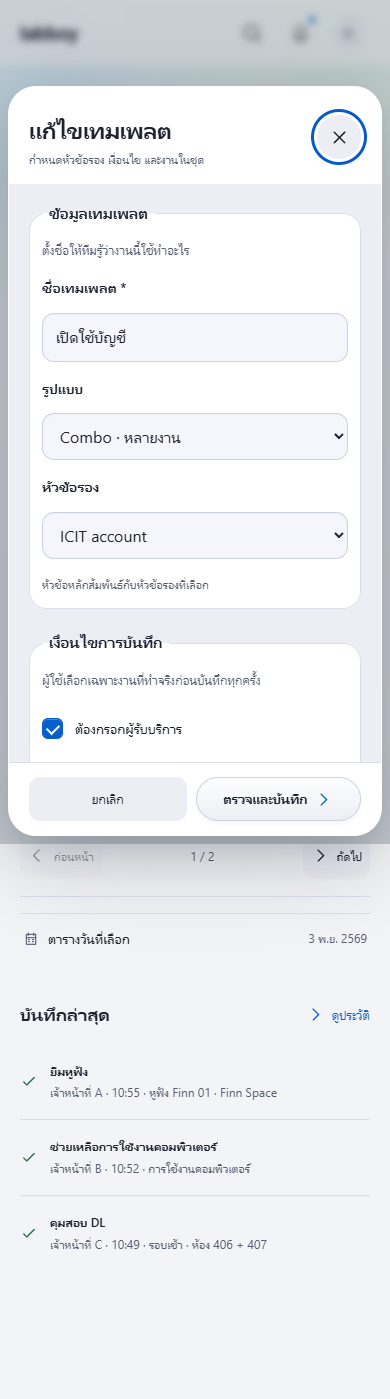 labboy
แก้ไขเทมเพลต
กำหนดหัวข้อรอง เงื่อนไข และงานในชุด
ข้อมูลเทมเพลต
ตั้งชื่อให้ทีมรู้ว่างานนี้ใช้ทำอะไร
ชื่อเทมเพลต *
เปิดใช้บัญชี
รูปแบบ
Combo · หลายงาน
หัวข้อรอง
ICIT account
หัวข้อหลักสัมพันธ์กับหัวข้อรองที่เลือก
เงื่อนไขการบันทึก
ผู้ใช้เลือกเฉพาะงานที่ทำจริงก่อนบันทึกทุกครั้ง
ต้องกรอกผู้รับบริการ
ยกเลิก
ตรวจและบันทึก
ก่อนหน้า
1 / 2
ถัดไป
ตารางวันที่เลือก
3 พ.ย. 2569
บันทึกล่าสุด
ดูประวัติ
ยืมหูฟัง
เจ้าหน้าที่ A · 10:55 · หูฟัง Finn 01 · Finn Space
ช่วยเหลือการใช้งานคอมพิวเตอร์
เจ้าหน้าที่ B · 10:52 · การใช้งานคอมพิวเตอร์
คุมสอบ DL
เจ้าหน้าที่ C · 10:49 · รอบเช้า · ห้อง 406 + 407